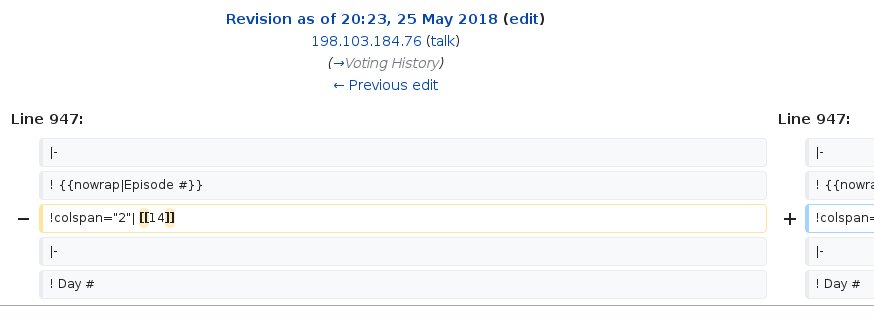 Revision as of 20:23, 25 May 2018 (edit)
198.103.184.76 (talk)
(→Voting History)
← Previous edit
Line 947:
Line 947:
|-
|-
! {{nowrap|Episode #}}
! {{nowra
− !colspan="2"| [[14]]
+ !colspan=
|-
|-
! Day #
! Day #